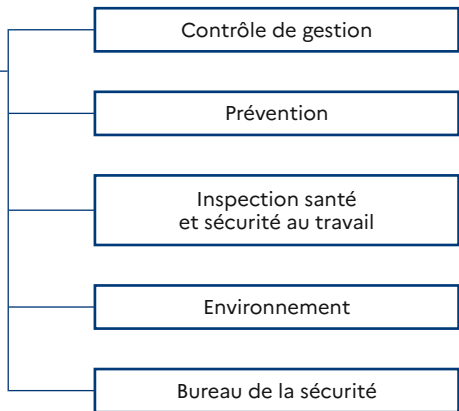 Contrôle de gestion
Prévention
Inspection santé
et sécurité au travail
Environnement
Bureau de la sécurité